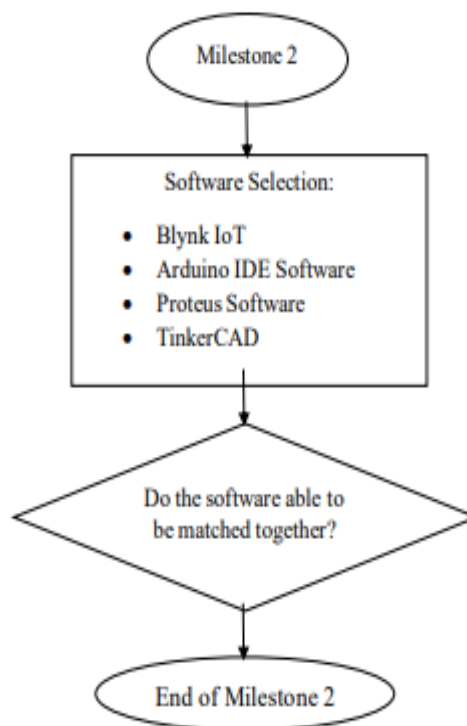 Milestone 2
Software Selection:
• Blynk IoT
• Arduino IDE Software
• Proteus Software
• TinkerCAD
Do the software able to
be matched together?
End of Milestone 2